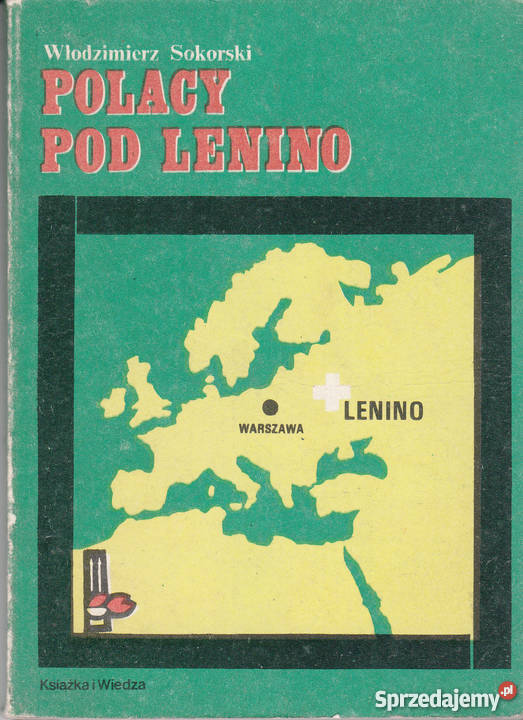 Włodzimierz Sokorski
POLACY
POD LENINO
LENINO
WARSZAWA
Książka i Wiedza
Sprzedajemy.pl